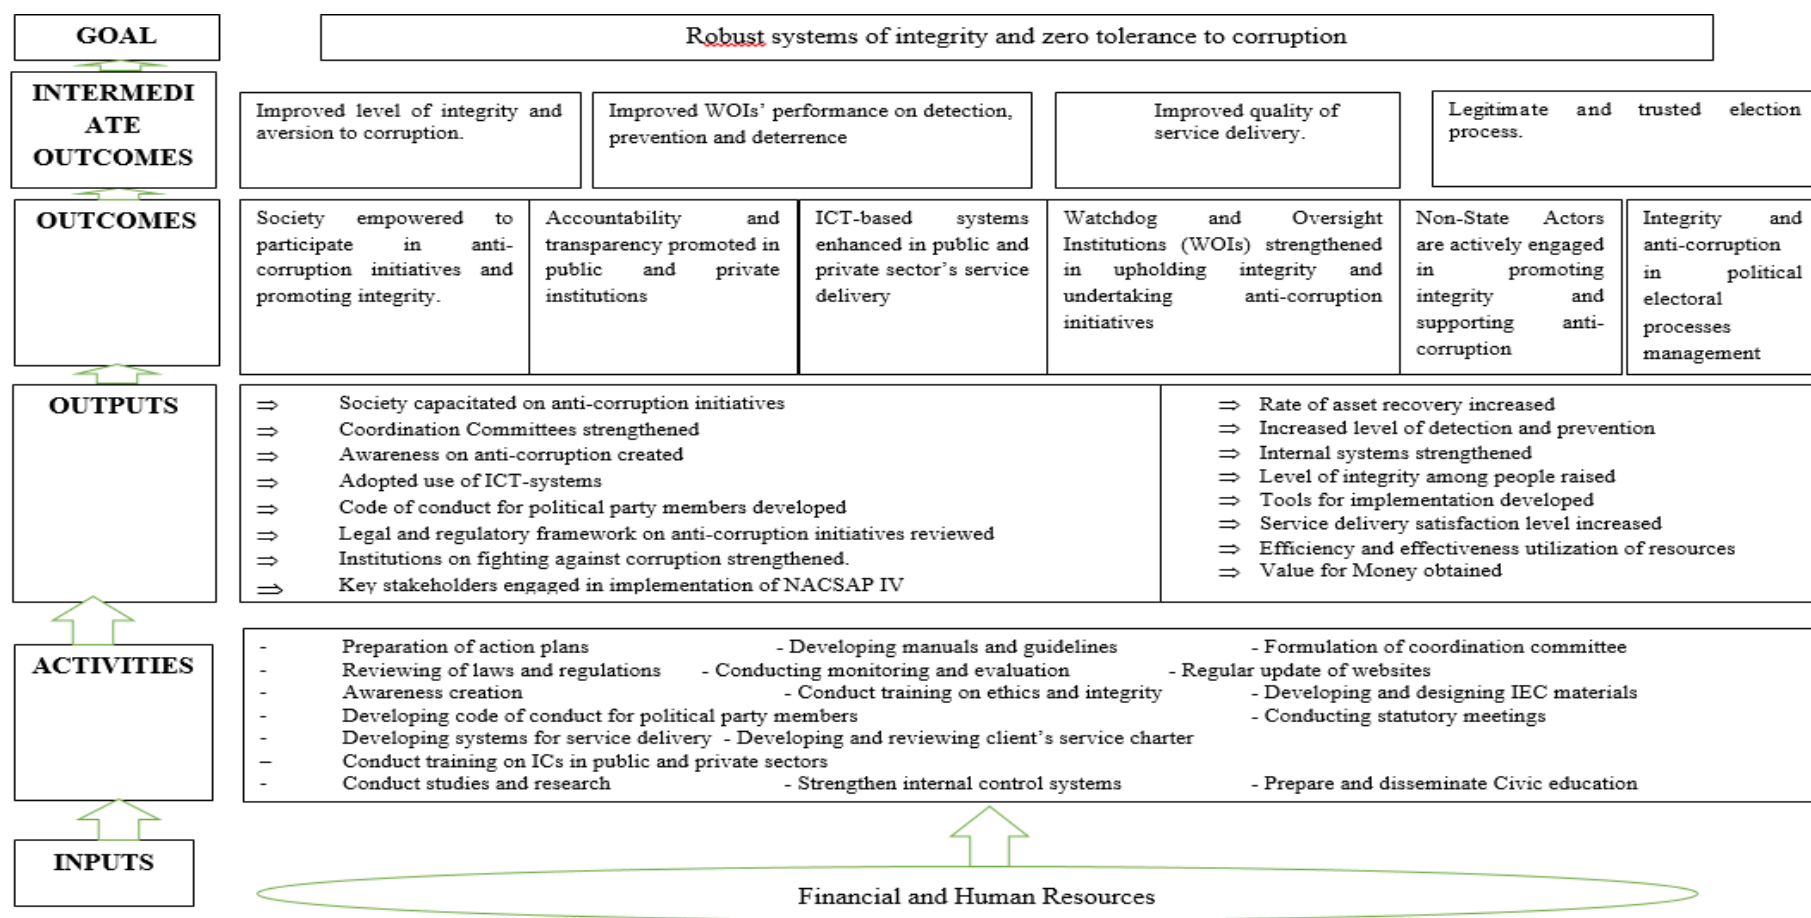 GOAL
Robust systems of integrity and zero tolerance to corruption
INTERMEDI
ATE
OUTCOMES
Improved level of integrity and
aversion to corruption.
Improved WOIs’ performance on detection,
prevention and deterrence
Improved quality of
service delivery.
Legitimate and trusted election
process.
OUTCOMES
Society empowered to
participate in anti-
corruption initiatives and
promoting integrity.
Accountability and
transparency promoted in
public and private
institutions
ICT-based systems
enhanced in public and
private sector’s service
delivery
Watchdog and Oversight
Institutions (WOIs) strengthened
in upholding integrity and
undertaking anti-corruption
initiatives
Non-State Actors
are actively engaged
in promoting
integrity and
supporting anti-
corruption
Integrity and
anti-corruption
in political
electoral
processes
management
OUTPUTS
⇒ Society capacitated on anti-corruption initiatives
⇒ Coordination Committees strengthened
⇒ Awareness on anti-corruption created
⇒ Adopted use of ICT-systems
⇒ Code of conduct for political party members developed
⇒ Legal and regulatory framework on anti-corruption initiatives reviewed
⇒ Institutions on fighting against corruption strengthened.
⇒ Key stakeholders engaged in implementation of NACSAP IV
⇒ Rate of asset recovery increased
⇒ Increased level of detection and prevention
⇒ Internal systems strengthened
⇒ Level of integrity among people raised
⇒ Tools for implementation developed
⇒ Service delivery satisfaction level increased
⇒ Efficiency and effectiveness utilization of resources
⇒ Value for Money obtained
ACTIVITIES
- Preparation of action plans - Developing manuals and guidelines - Formulation of coordination committee
- Reviewing of laws and regulations - Conducting monitoring and evaluation - Regular update of websites
- Awareness creation - Conduct training on ethics and integrity - Developing and designing IEC materials
- Developing code of conduct for political party members - Conducting statutory meetings
- Developing systems for service delivery - Developing and reviewing client’s service charter
– Conduct training on ICs in public and private sectors
- Conduct studies and research - Strengthen internal control systems - Prepare and disseminate Civic education
INPUTS
Financial and Human Resources